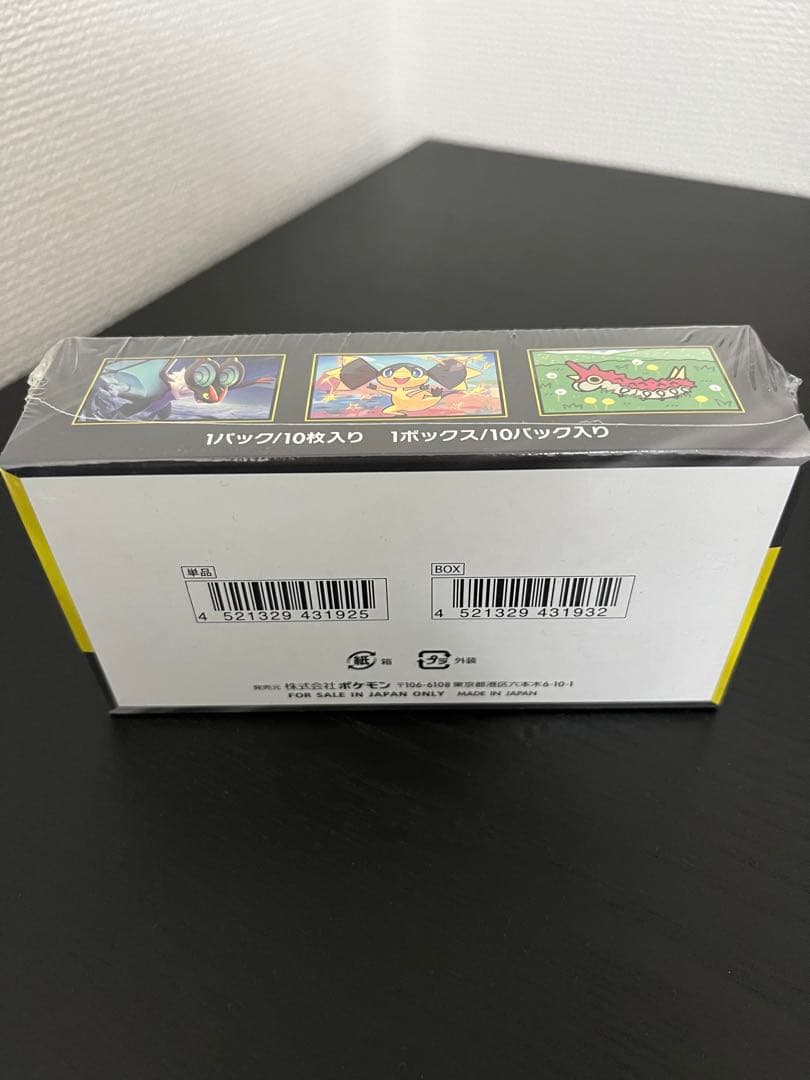 1パック/10枚入り 1ボックス/10パック入り
単品
BOX
4 521329 431925
4 521329 431932
紙 箱 プラ 外装
発売元 株式会社ポケモン 〒106-6108 東京都港区六本木6-10-1
FOR SALE IN JAPAN ONLY MADE IN JAPAN